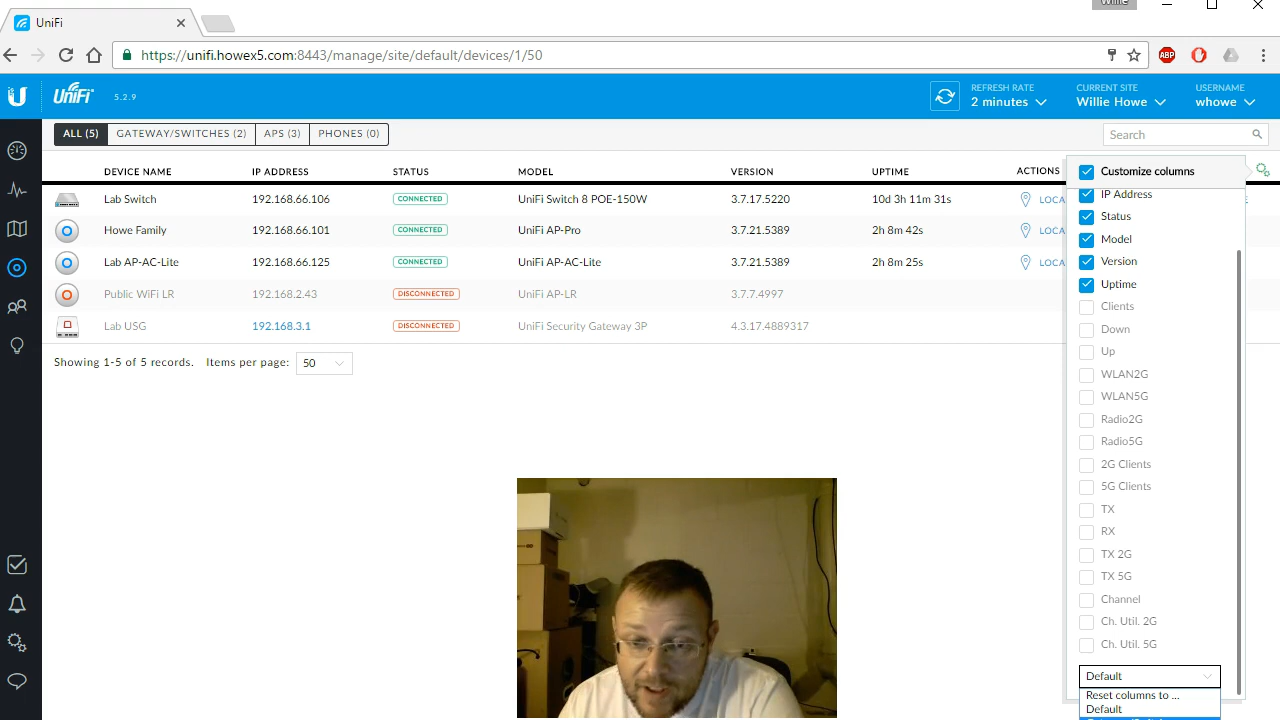 Willie
UniFi
https://unifi.howex5.com:8443/manage/site/default/devices/1/50
ABP
U UniFi 5.2.9
REFRESH RATE
2 minutes
CURRENT SITE
Willie Howe
USERNAME
whowe
ALL (5) GATEWAY/SWITCHES (2) APS (3) PHONES (0)
Search
DEVICE NAME IP ADDRESS STATUS MODEL VERSION UPTIME ACTIONS
Lab Switch 192.168.66.106 CONNECTED UniFi Switch 8 POE-150W 3.7.17.5220 10d 3h 11m 31s LOCA
Howe Family 192.168.66.101 CONNECTED UniFi AP-Pro 3.7.21.5389 2h 8m 42s LOCA
Lab AP-AC-Lite 192.168.66.125 CONNECTED UniFi AP-AC-Lite 3.7.21.5389 2h 8m 25s LOCA
Public WiFi LR 192.168.2.43 DISCONNECTED UniFi AP-LR 3.7.7.4997
Lab USG 192.168.3.1 DISCONNECTED UniFi Security Gateway 3P 4.3.17.4889317
Showing 1-5 of 5 records. Items per page: 50
Customize columns
IP Address
Status
Model
Version
Uptime
Clients
Down
Up
WLAN2G
WLAN5G
Radio2G
Radio5G
2G Clients
5G Clients
TX
RX
TX 2G
TX 5G
Channel
Ch. Util. 2G
Ch. Util. 5G
Default
Reset columns to ...
Default